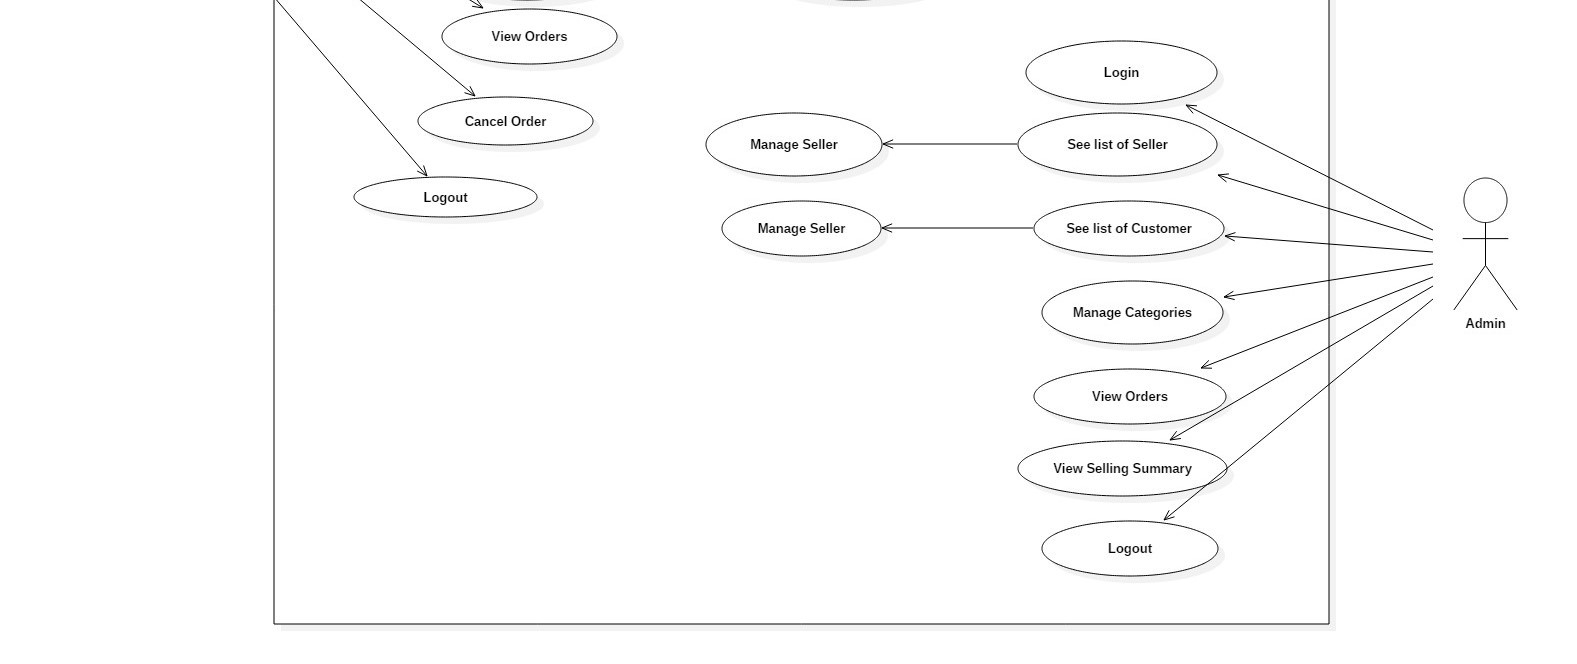 View Orders
Login
Cancel Order
Manage Seller
See list of Seller
Logout
Manage Seller
See list of Customer
Manage Categories
Admin
View Orders
View Selling Summary
Logout